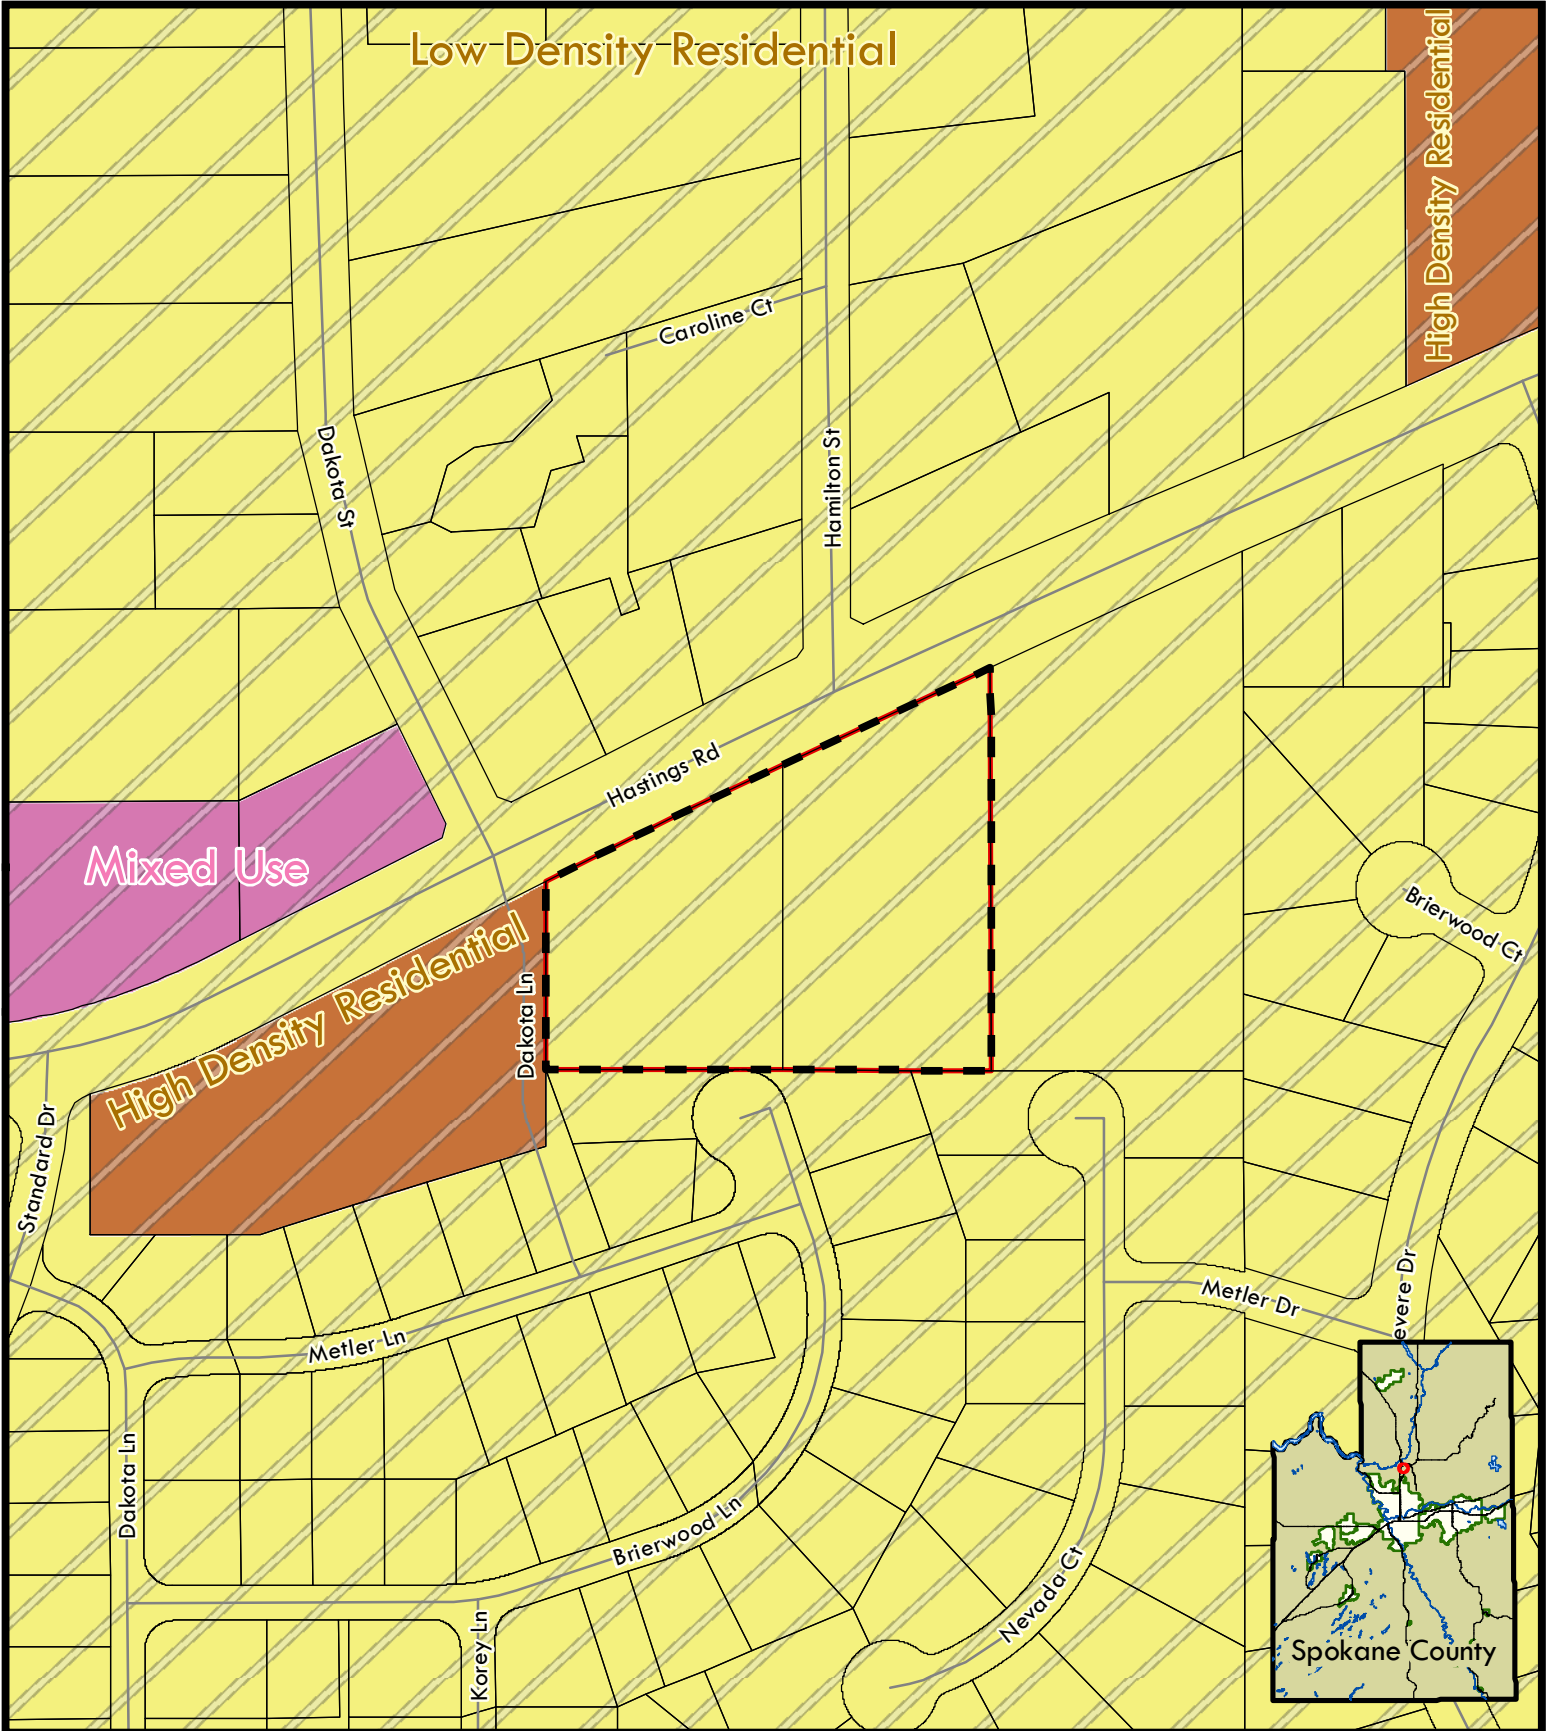 Low Density Residential
High Density Residential
Caroline Ct
Dakota St
Hamilton St
Hastings Rd
Mixed Use
Brierwood Ct
High Density Residential
Dakota Ln
Standard Dr
evere Dr
Metler Dr
Metler Ln
Dakota Ln
Brierwood Ln
Nevada Ct
Korey Ln
Spokane County